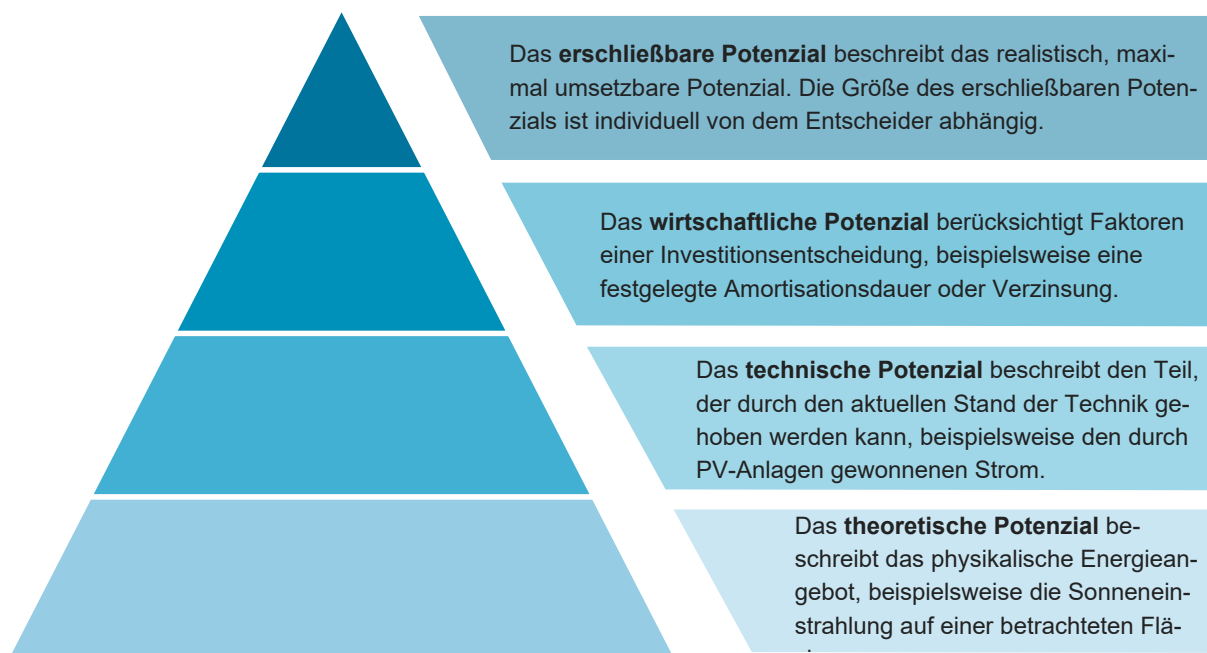 Das erschließbare Potenzial beschreibt das realistisch, maxi-
mal umsetzbare Potenzial. Die Größe des erschließbaren Poten-
zials ist individuell von dem Entscheider abhängig.
Das wirtschaftliche Potenzial berücksichtigt Faktoren
einer Investitionsentscheidung, beispielsweise eine
festgelegte Amortisationsdauer oder Verzinsung.
Das technische Potenzial beschreibt den Teil,
der durch den aktuellen Stand der Technik ge-
hoben werden kann, beispielsweise den durch
PV-Anlagen gewonnenen Strom.
Das theoretische Potenzial be-
schreibt das physikalische Energiean-
gebot, beispielsweise die Sonnenein-
strahlung auf einer betrachteten Flä-